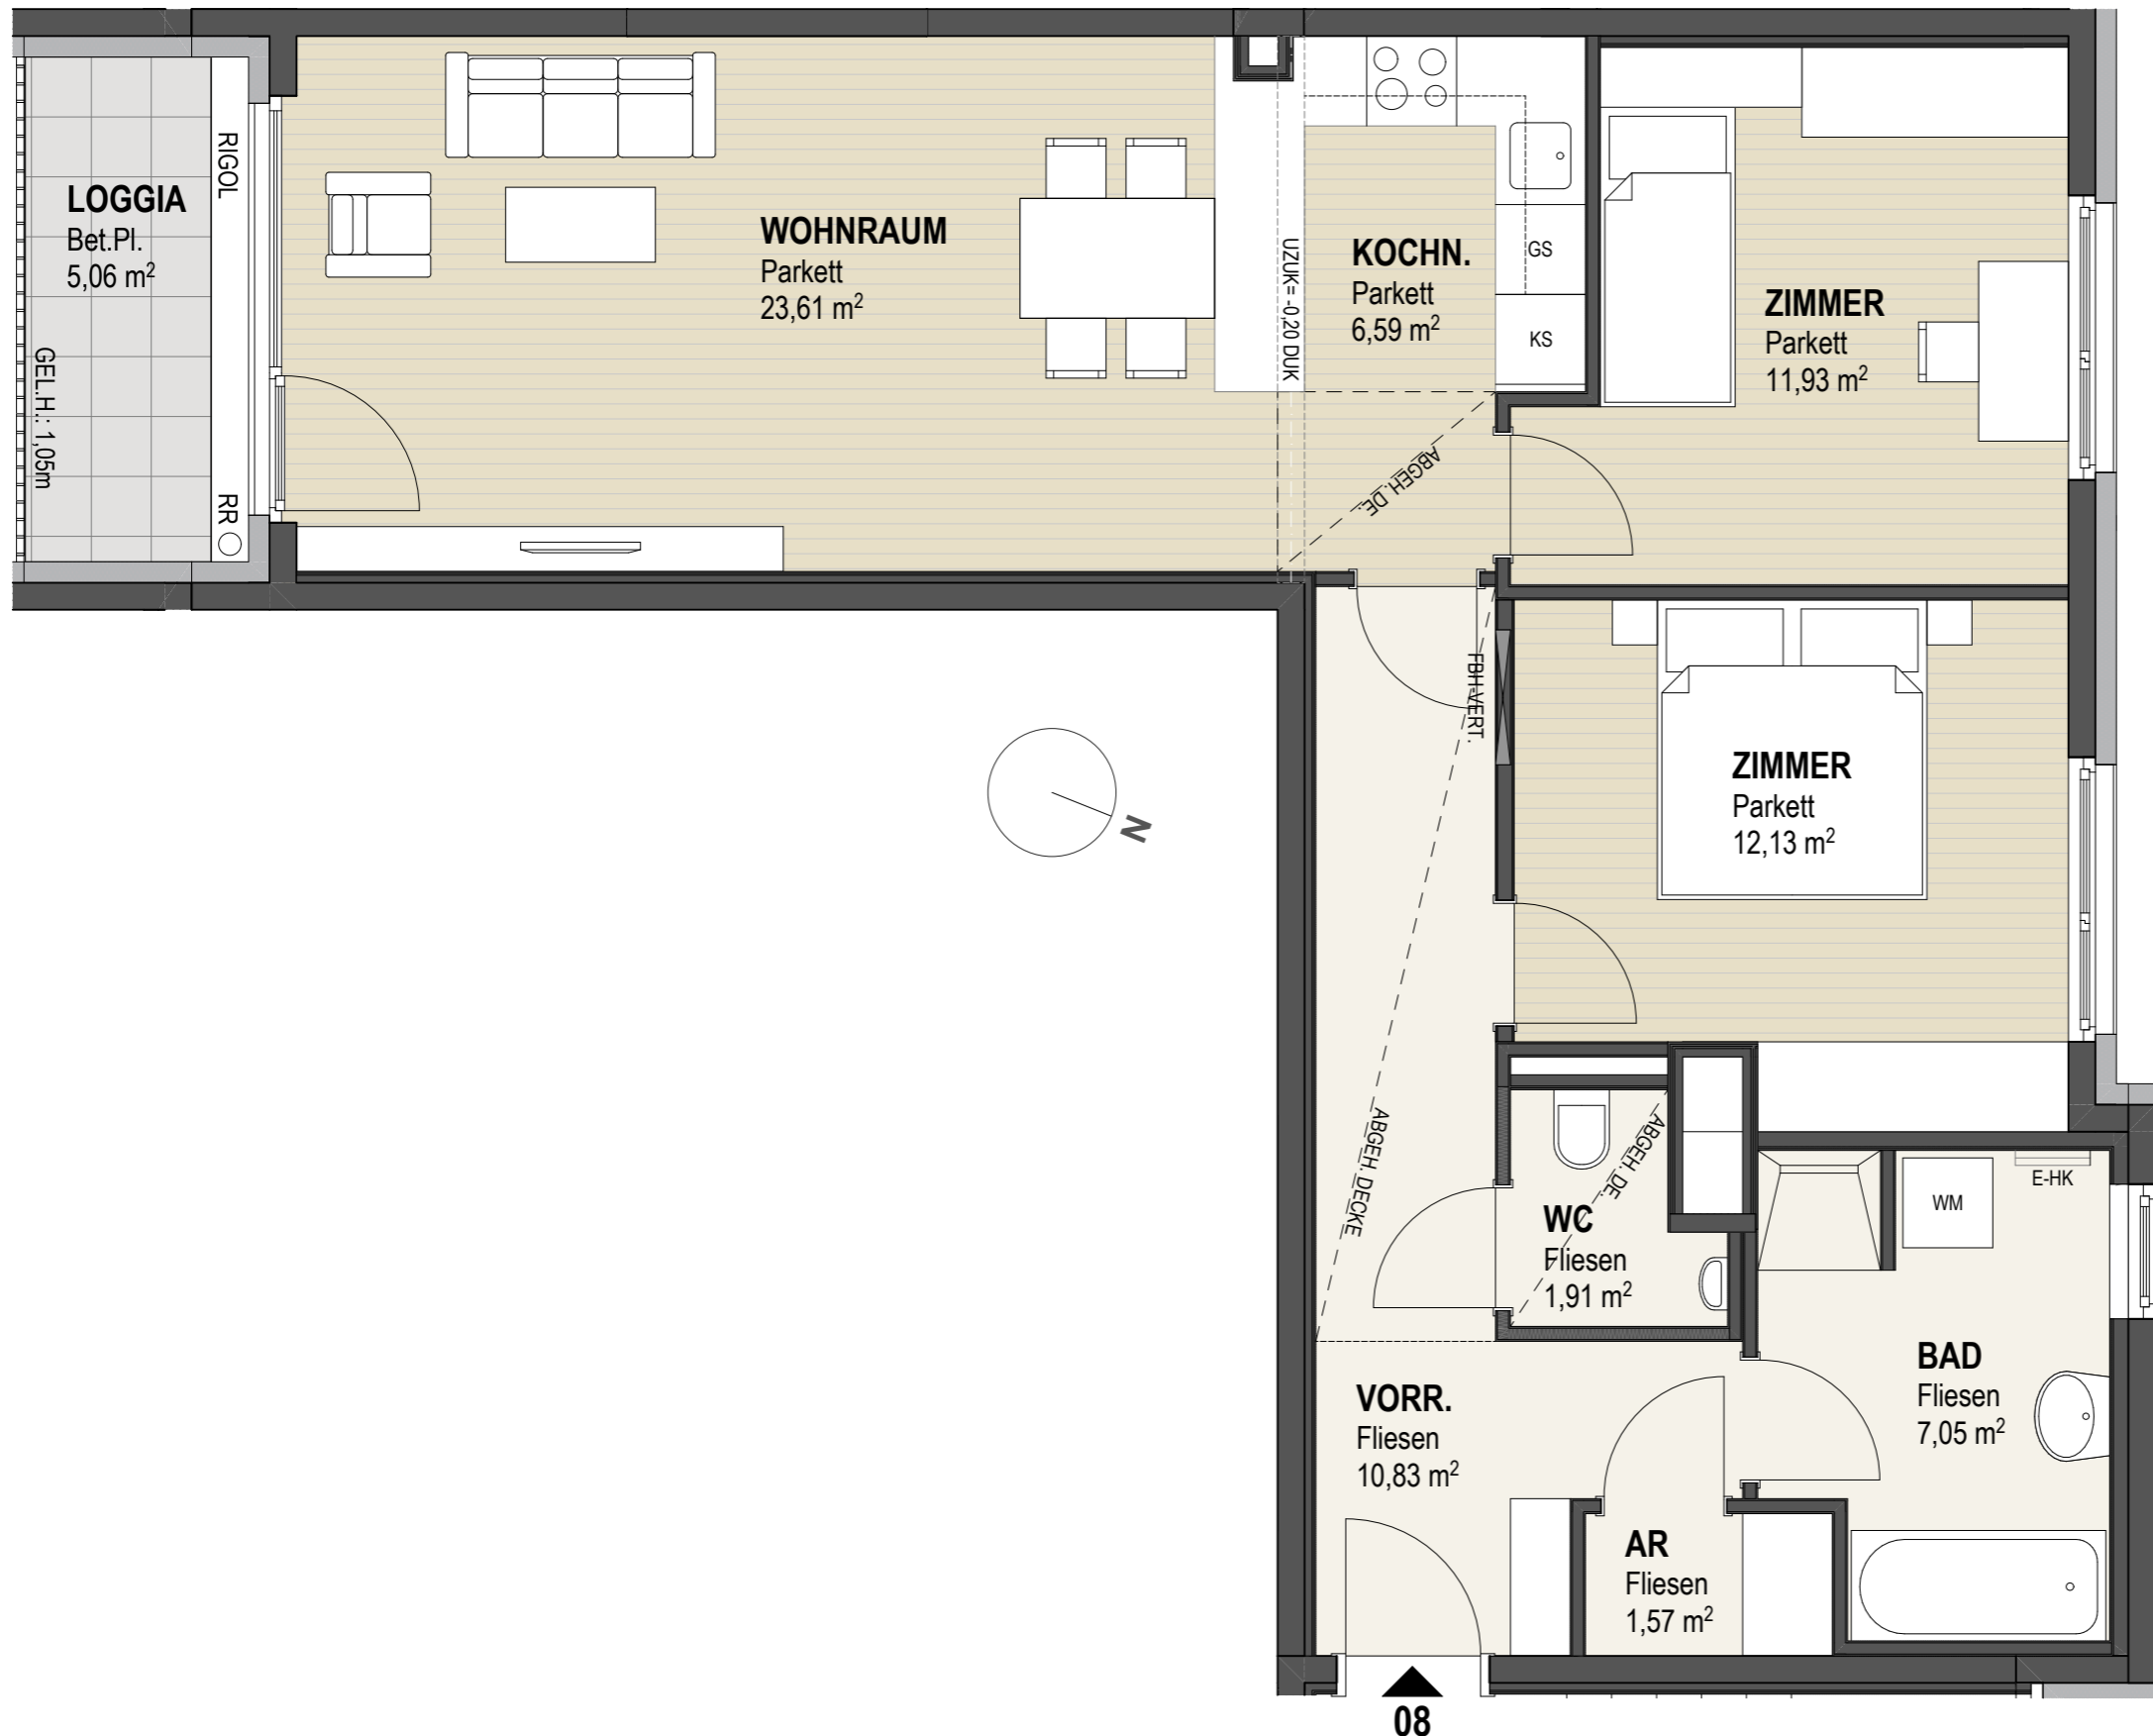 LOGGIA
Bet.Pl.
5,06 m²
RIGOL
RR
GEL.H.: 1,05m
WOHNRAUM
Parkett
23,61 m²
UZUK= -0,20 DUK
KOCHN.
Parkett
6,59 m²
GS
KS
ABGEH. DE.
ZIMMER
Parkett
11,93 m²
FBH-VERT.
ZIMMER
Parkett
12,13 m²
N
ABGEH. DECKE
ABGEH. DE.
WC
Fliesen
1,91 m²
WM
E-HK
BAD
Fliesen
7,05 m²
VORR.
Fliesen
10,83 m²
AR
Fliesen
1,57 m²
08